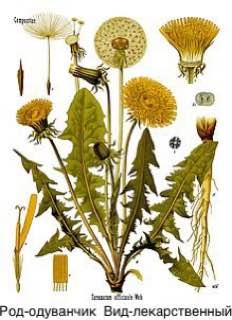 Compositae
Taraxacum officinale Web.
Род-одуванчик Вид-лекарственный